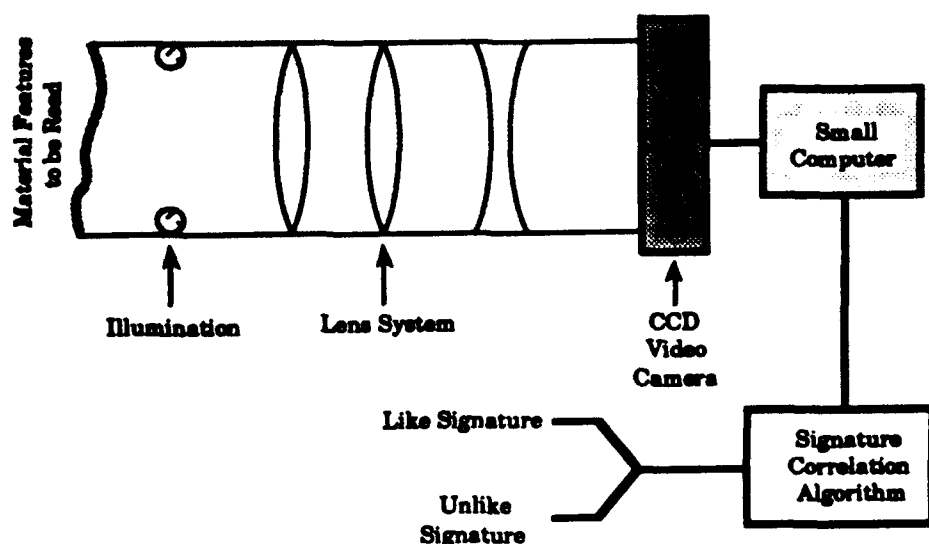 Material Features
to be Read
Small
Computer
Illumination
Lens System
CCD
Video
Camera
Like Signature
Unlike
Signature
Signature
Correlation
Algorithm